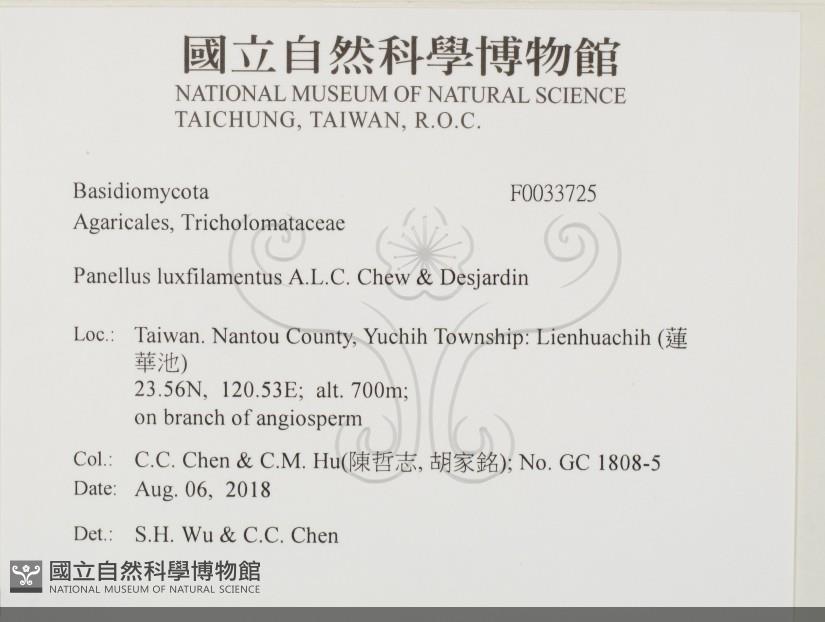 國立自然科學博物館
NATIONAL MUSEUM OF NATURAL SCIENCE
TAICHUNG, TAIWAN, R.O.C.
Basidiomycota F0033725
Agaricales, Tricholomataceae
Panellus luxfilamentus A.L.C. Chew & Desjardin
Loc.: Taiwan. Nantou County, Yuchih Township: Lienhuachih (蓮
華池)
23.56N, 120.53E; alt. 700m;
on branch of angiosperm
Col.: C.C. Chen & C.M. Hu(陳哲志, 胡家銘); No. GC 1808-5
Date: Aug. 06, 2018
Det.: S.H. Wu & C.C. Chen
國立自然科學博物館
NATIONAL MUSEUM OF NATURAL SCIENCE